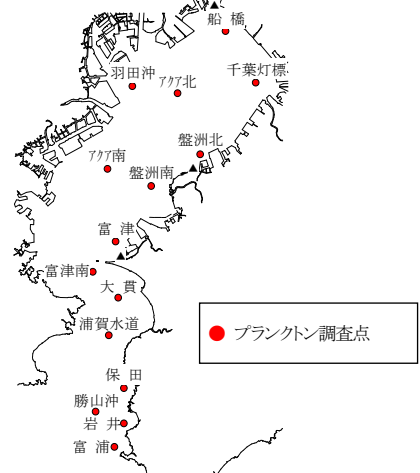 船 橋
羽田沖
ｱｸｱ北
千葉灯標
盤洲北
ｱｸｱ南
盤洲南
富 津
富津南
大 貫
浦賀水道
プランクトン調査点
保 田
勝山沖
岩 井
富 浦